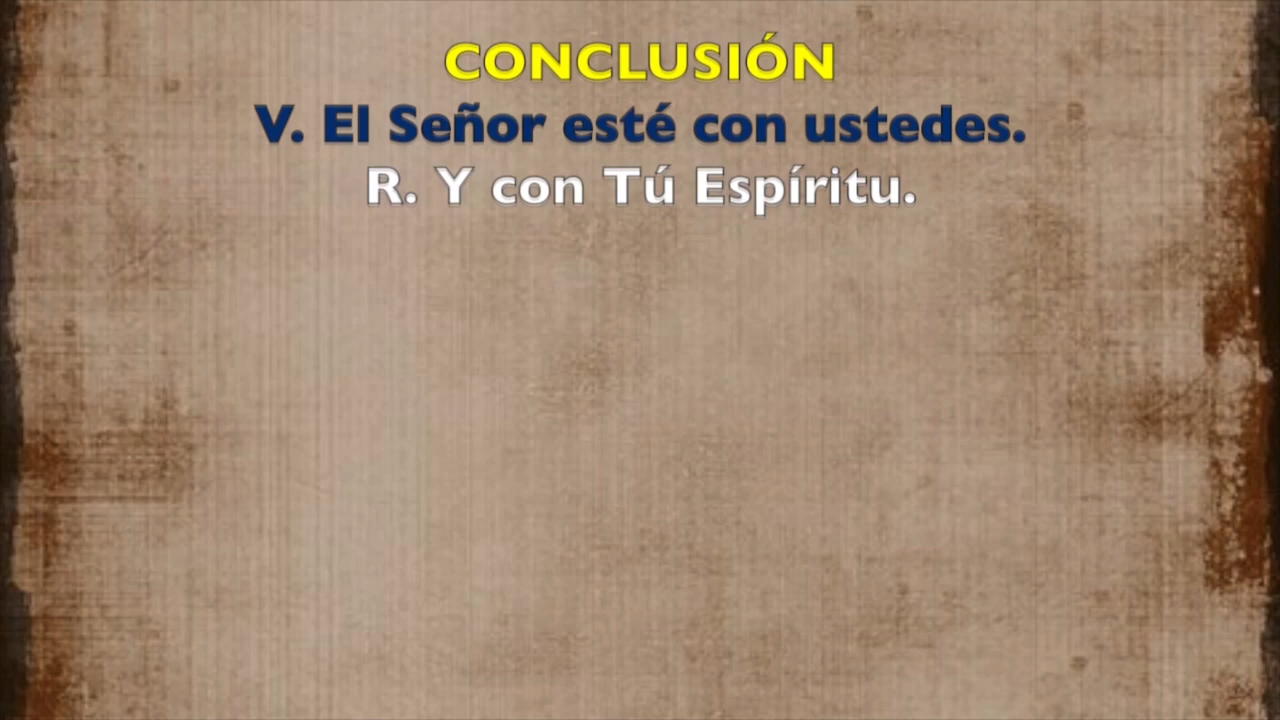 CONCLUSIÓN
V. El Señor esté con ustedes.
R. Y con Tú Espíritu.